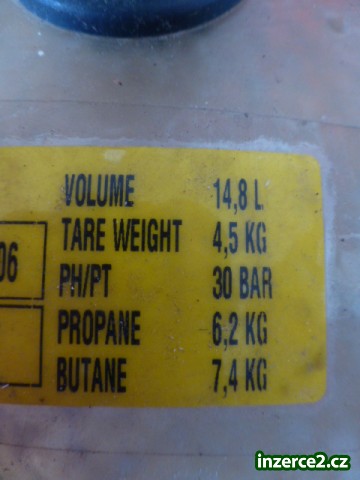 VOLUME 14,8 L
TARE WEIGHT 4,5 KG
06
PH/PT 30 BAR
PROPANE 6,2 KG
BUTANE 7,4 KG
inzerce2.cz